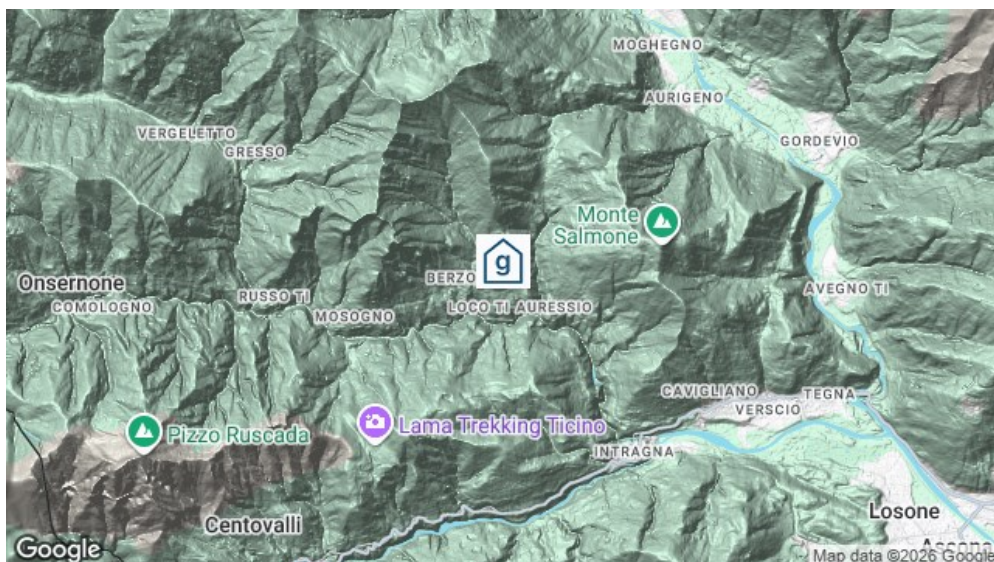 MOGHEGNO
AURIGENO
VERGELETTO
GRESSO
GORDEVIO
Monte
Salmone
g
BERZO
Onsernone
COMOLOGNO
RUSSO TI
MOSOGNO
LOCO TI AURESSIO
AVEGNO TI
CAVIGLIANO
TEGNA
VERSCIO
Pizzo Ruscada
Lama Trekking Ticino
INTRAGNA
Centovalli
Losone
Google
Map data ©2026 Google